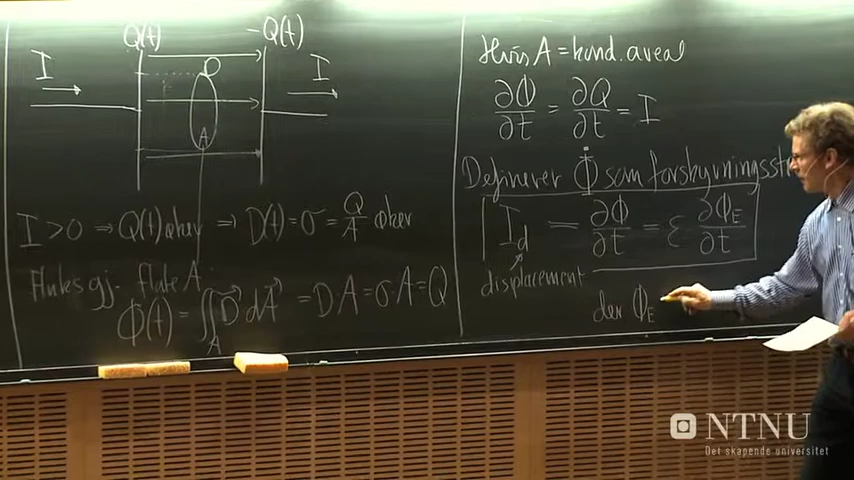 Q(t)
-Q(t)
I
D
I
A
I > 0 ⇒ Q(t) øker ⇒ D(t) = σ = Q/A øker
Fluks gj. flate A
Φ(t) = ∬_A D⃗ dA⃗ = DA = σA = Q
Hvis A = kond. areal
∂Φ/∂t = ∂Q/∂t = I
Definerer Φ̇ som
I_d = ∂Φ/∂t = ε ∂Φ_E/∂t
displacement
der Φ_E
NTNU
Det skapende universitet